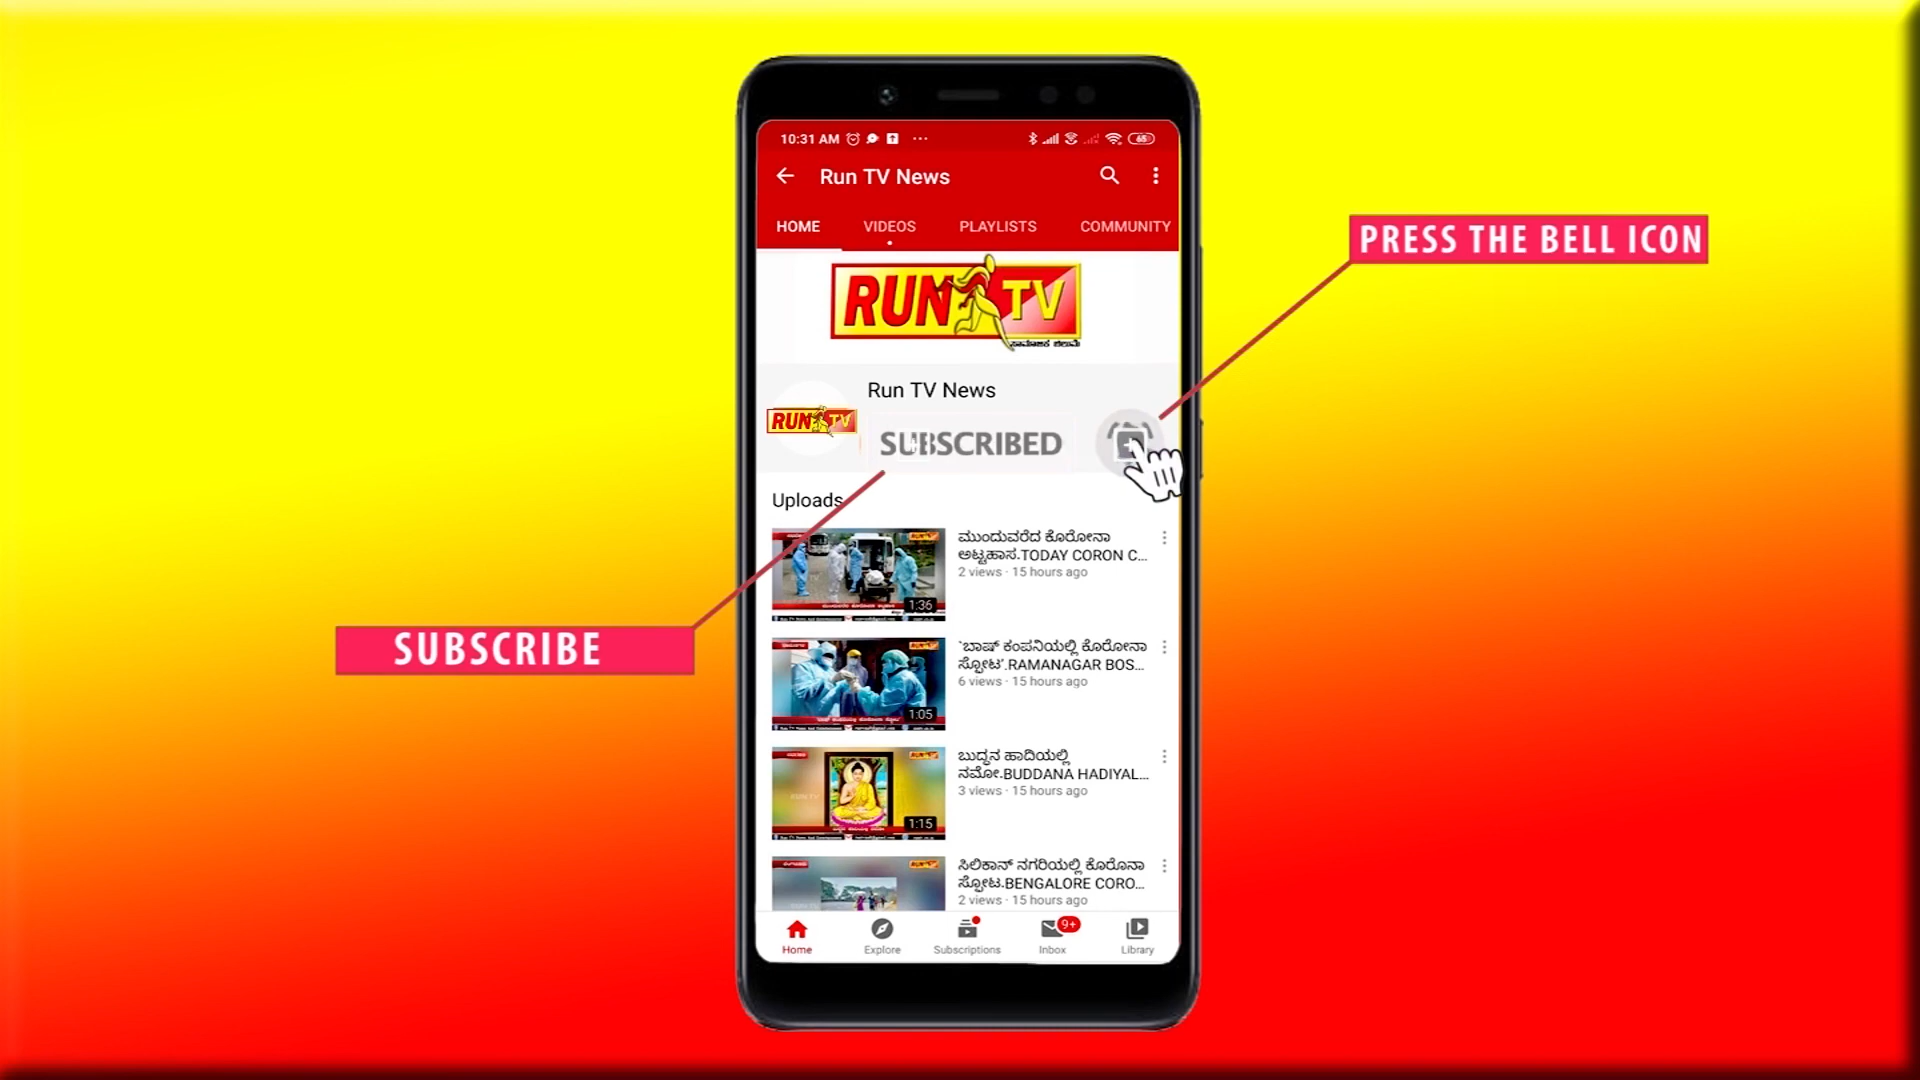 10:31 AM
65
Run TV News
HOME VIDEOS PLAYLISTS COMMUNITY
PRESS THE BELL ICON
RUN TV
Run TV News
RUN TV
SUBSCRIBED
Uploads
ಮುಂದುವರೆದ ಕೊರೋನಾ
ಅಟ್ಟಹಾಸ.TODAY CORON C...
2 views · 15 hours ago
1:36
SUBSCRIBE
`ಬಾಷ್ ಕಂಪನಿಯಲ್ಲಿ ಕೊರೋನಾ
ಸ್ಫೋಟ'.RAMANAGAR BOS...
6 views · 15 hours ago
1:05
ಬುದ್ಧನ ಹಾದಿಯಲ್ಲಿ
ನಮೋ.BUDDANA HADIYAL...
3 views · 15 hours ago
1:15
ಸಿಲಿಕಾನ್ ನಗರಿಯಲ್ಲಿ ಕೊರೊನಾ
ಸ್ಫೋಟ.BENGALORE CORO...
2 views · 15 hours ago
9+
Home Explore Subscriptions Inbox Library